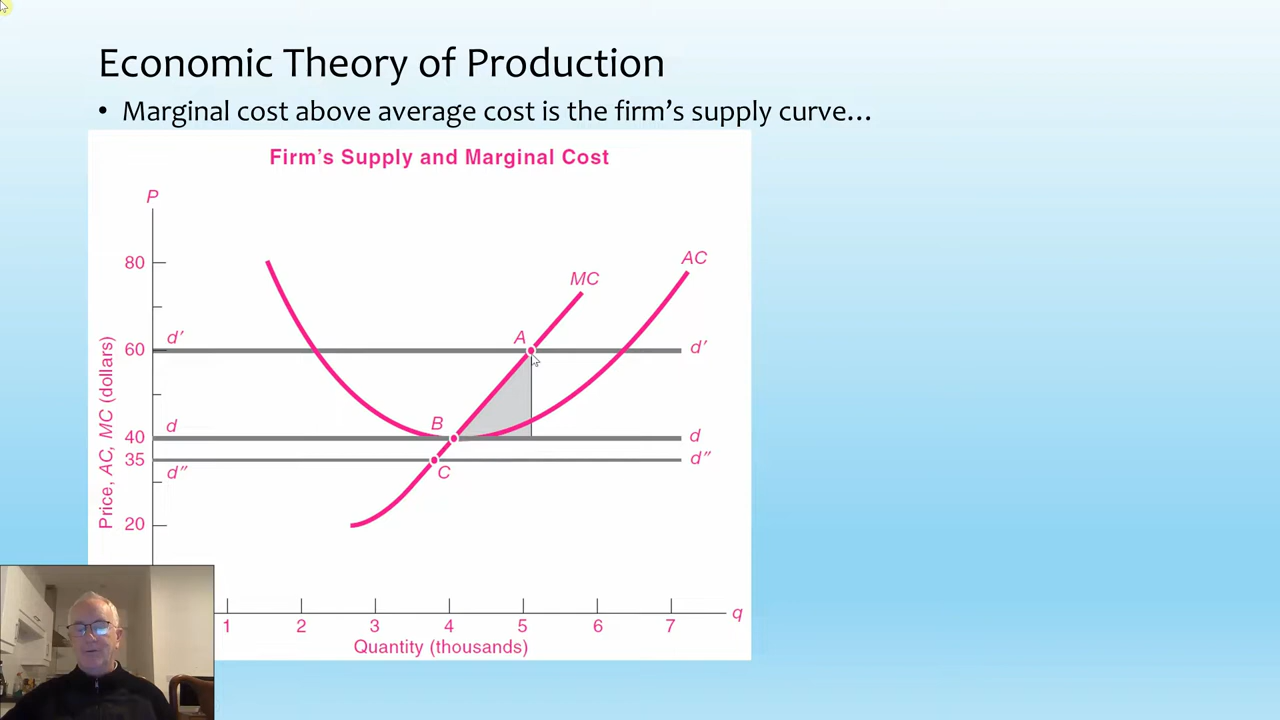 Economic Theory of Production
• Marginal cost above average cost is the firm's supply curve…
Firm's Supply and Marginal Cost
P
80
AC
MC
d′
A
60
d′
B
d
40
d
35
d″
d″
C
20
Price, AC, MC (dollars)
1 2 3 4 5 6 7
q
Quantity (thousands)